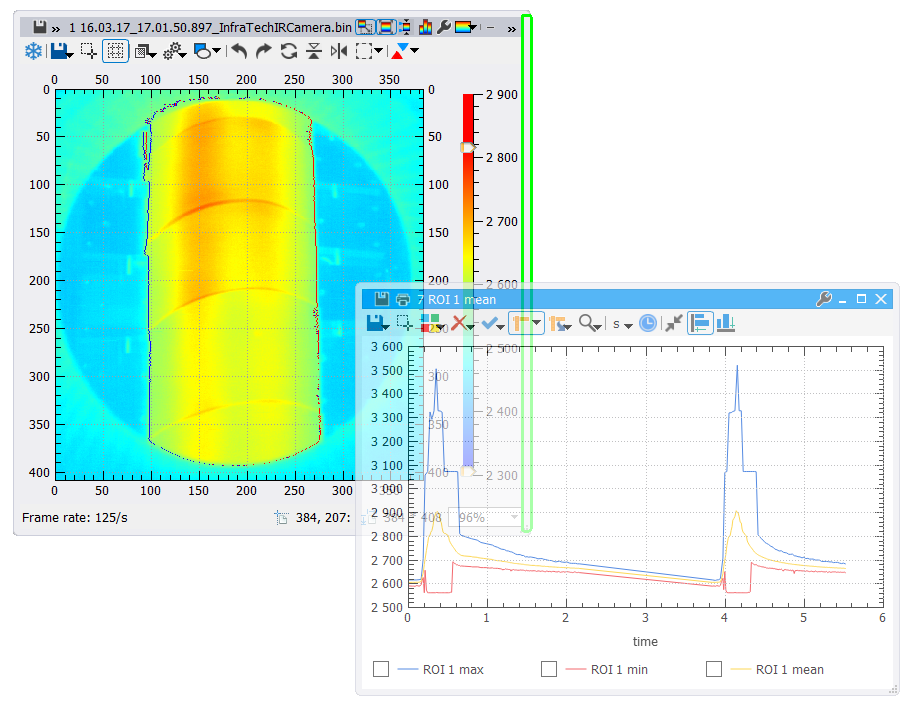 » 1 16.03.17_17.01.50.897_InfraTechIRCamera.bin »
0 50 100 150 200 250 300 350
0 0 2 900
50 50
2 800
100 100
2 700
150 150
200 200 2 600
7 ROI 1 mean
250 250
s
3 600 2 500
300 300 3 500
3 400 2 400
350 350 3 300
3 200
400 400 3 100 2 300
0 50 100 150 200 250 300 350
3 000
Frame rate: 125/s 384, 207: 384 * 408 96%
2 900
2 800
2 700
2 600
2 500
0 1 2 3 4 5 6
time
ROI 1 max ROI 1 min ROI 1 mean